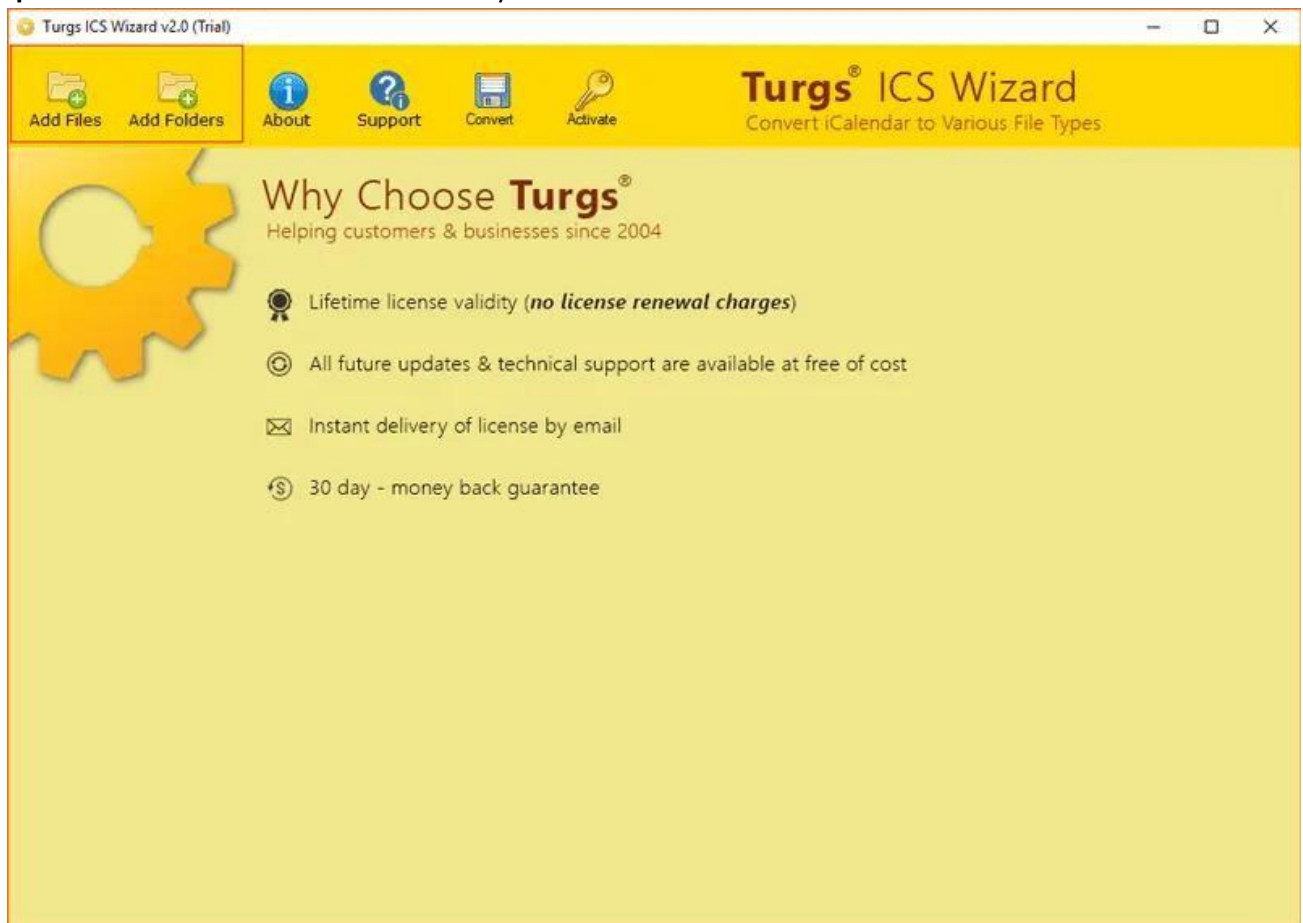 Turgs ICS Wizard v2.0 (Trial)
Add Files Add Folders About Support Convert Activate
Turgs® ICS Wizard
Convert iCalendar to Various File Types
Why Choose Turgs®
Helping customers & businesses since 2004
Lifetime license validity (no license renewal charges)
All future updates & technical support are available at free of cost
Instant delivery of license by email
30 day - money back guarantee